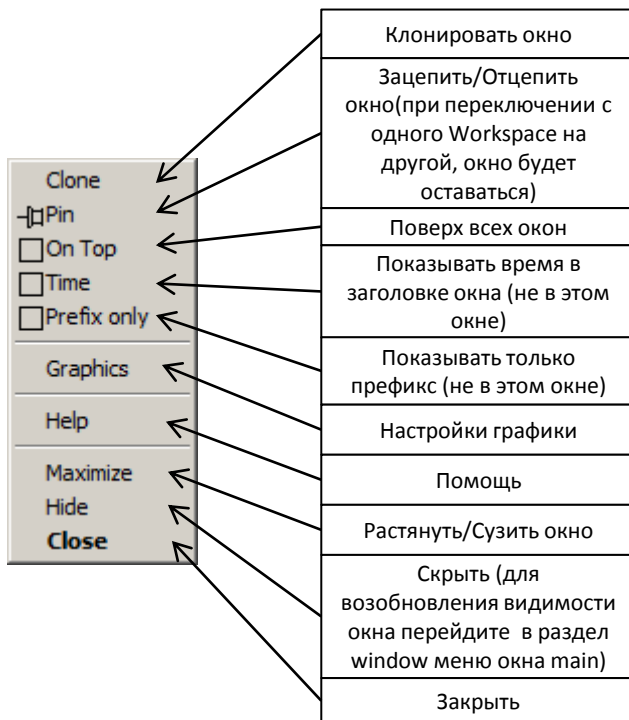 Clone
Pin
On Top
Time
Prefix only
Graphics
Help
Maximize
Hide
Close
Клонировать окно
Зацепить/Отцепить
окно(при переключении с
одного Workspace на
другой, окно будет
оставаться)
Поверх всех окон
Показывать время в
заголовке окна (не в этом
окне)
Показывать только
префикс (не в этом окне)
Настройки графики
Помощь
Растянуть/Сузить окно
Скрыть (для
возобновления видимости
окна перейдите в раздел
window меню окна main)
Закрыть